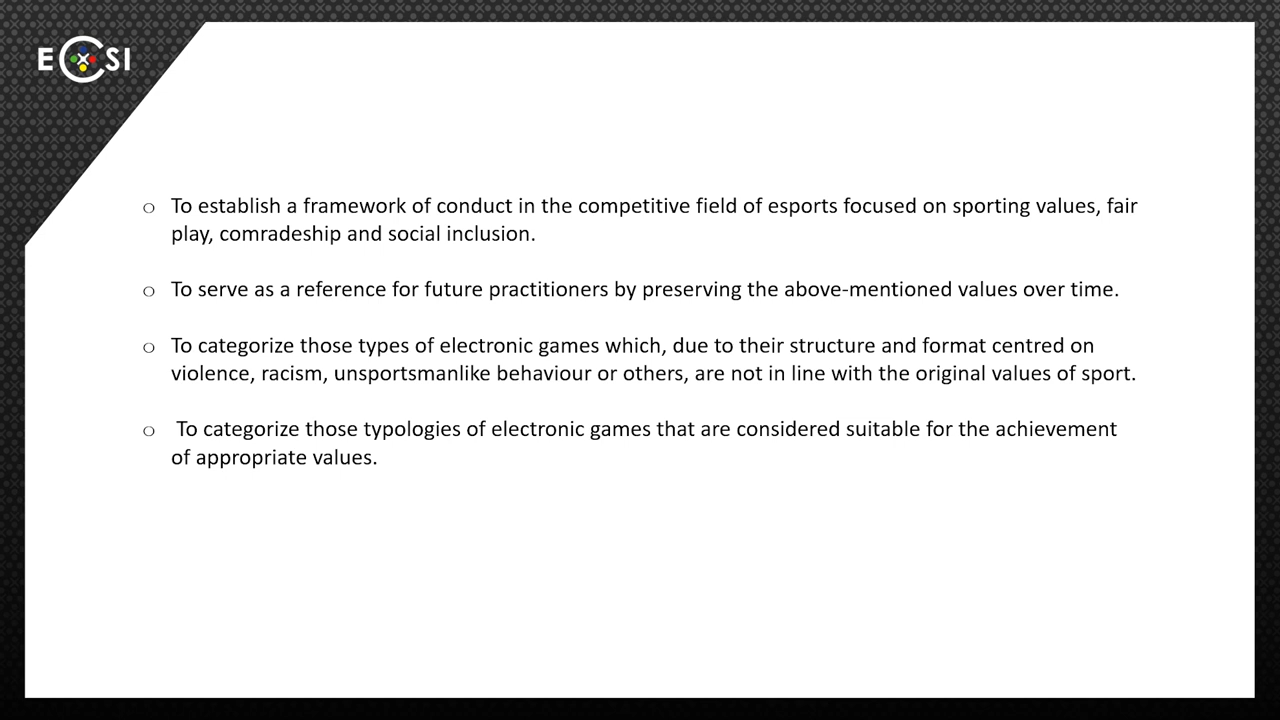 ECSI
o To establish a framework of conduct in the competitive field of esports focused on sporting values, fair
play, comradeship and social inclusion.
o To serve as a reference for future practitioners by preserving the above-mentioned values over time.
o To categorize those types of electronic games which, due to their structure and format centred on
violence, racism, unsportsmanlike behaviour or others, are not in line with the original values of sport.
o To categorize those typologies of electronic games that are considered suitable for the achievement
of appropriate values.